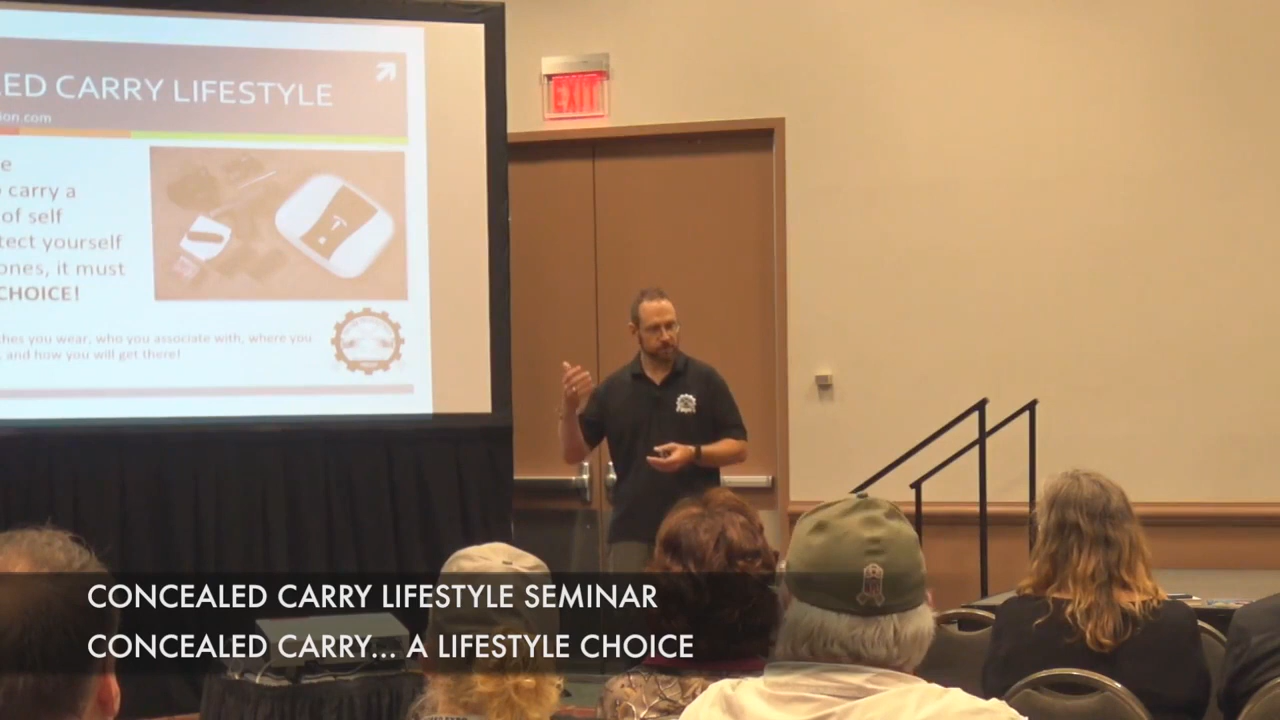 ED CARRY LIFESTYLE
ion.com
EXIT
e
carry a
of self
tect yourself
ones, it must
CHOICE!
hes you wear, who you associate with, where you
, and how you will get there!
CONCEALED CARRY LIFESTYLE SEMINAR
CONCEALED CARRY... A LIFESTYLE CHOICE